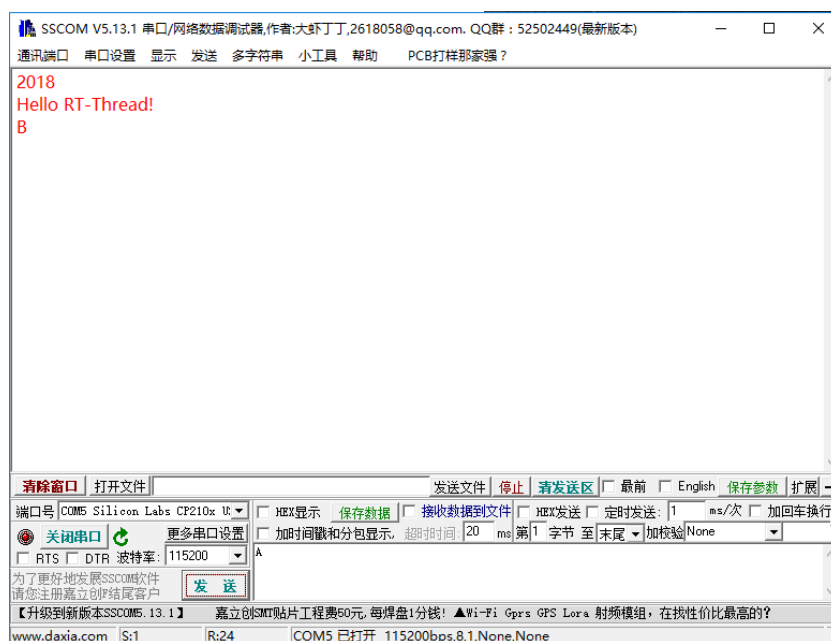 SSCOM V5.13.1 串口/网络数据调试器,作者:大虾丁丁,2618058@qq.com. QQ群：52502449(最新版本)
通讯端口 串口设置 显示 发送 多字符串 小工具 帮助 PCB打样那家强？
2018
Hello RT-Thread!
B
清除窗口 打开文件 发送文件 停止 清发送区 最前 English 保存参数 扩展 —
端口号 COM5 Silicon Labs CP210x U HEX显示 保存数据 接收数据到文件 HEX发送 定时发送: 1 ms/次 加回车换行
关闭串口 更多串口设置 加时间戳和分包显示, 超时时间: 20 ms 第 1 字节 至 末尾 加校验 None
RTS DTR 波特率: 115200 A
为了更好地发展SSCOM软件
请您注册嘉立创F结尾客户
发 送
【升级到新版本SSCOM5.13.1】 嘉立创SMT贴片工程费50元,每焊盘1分钱! ▲Wi-Fi Gprs GPS Lora 射频模组，在找性价比最高的?
www.daxia.com S:1 R:24 COM5 已打开 115200bps,8,1,None,None